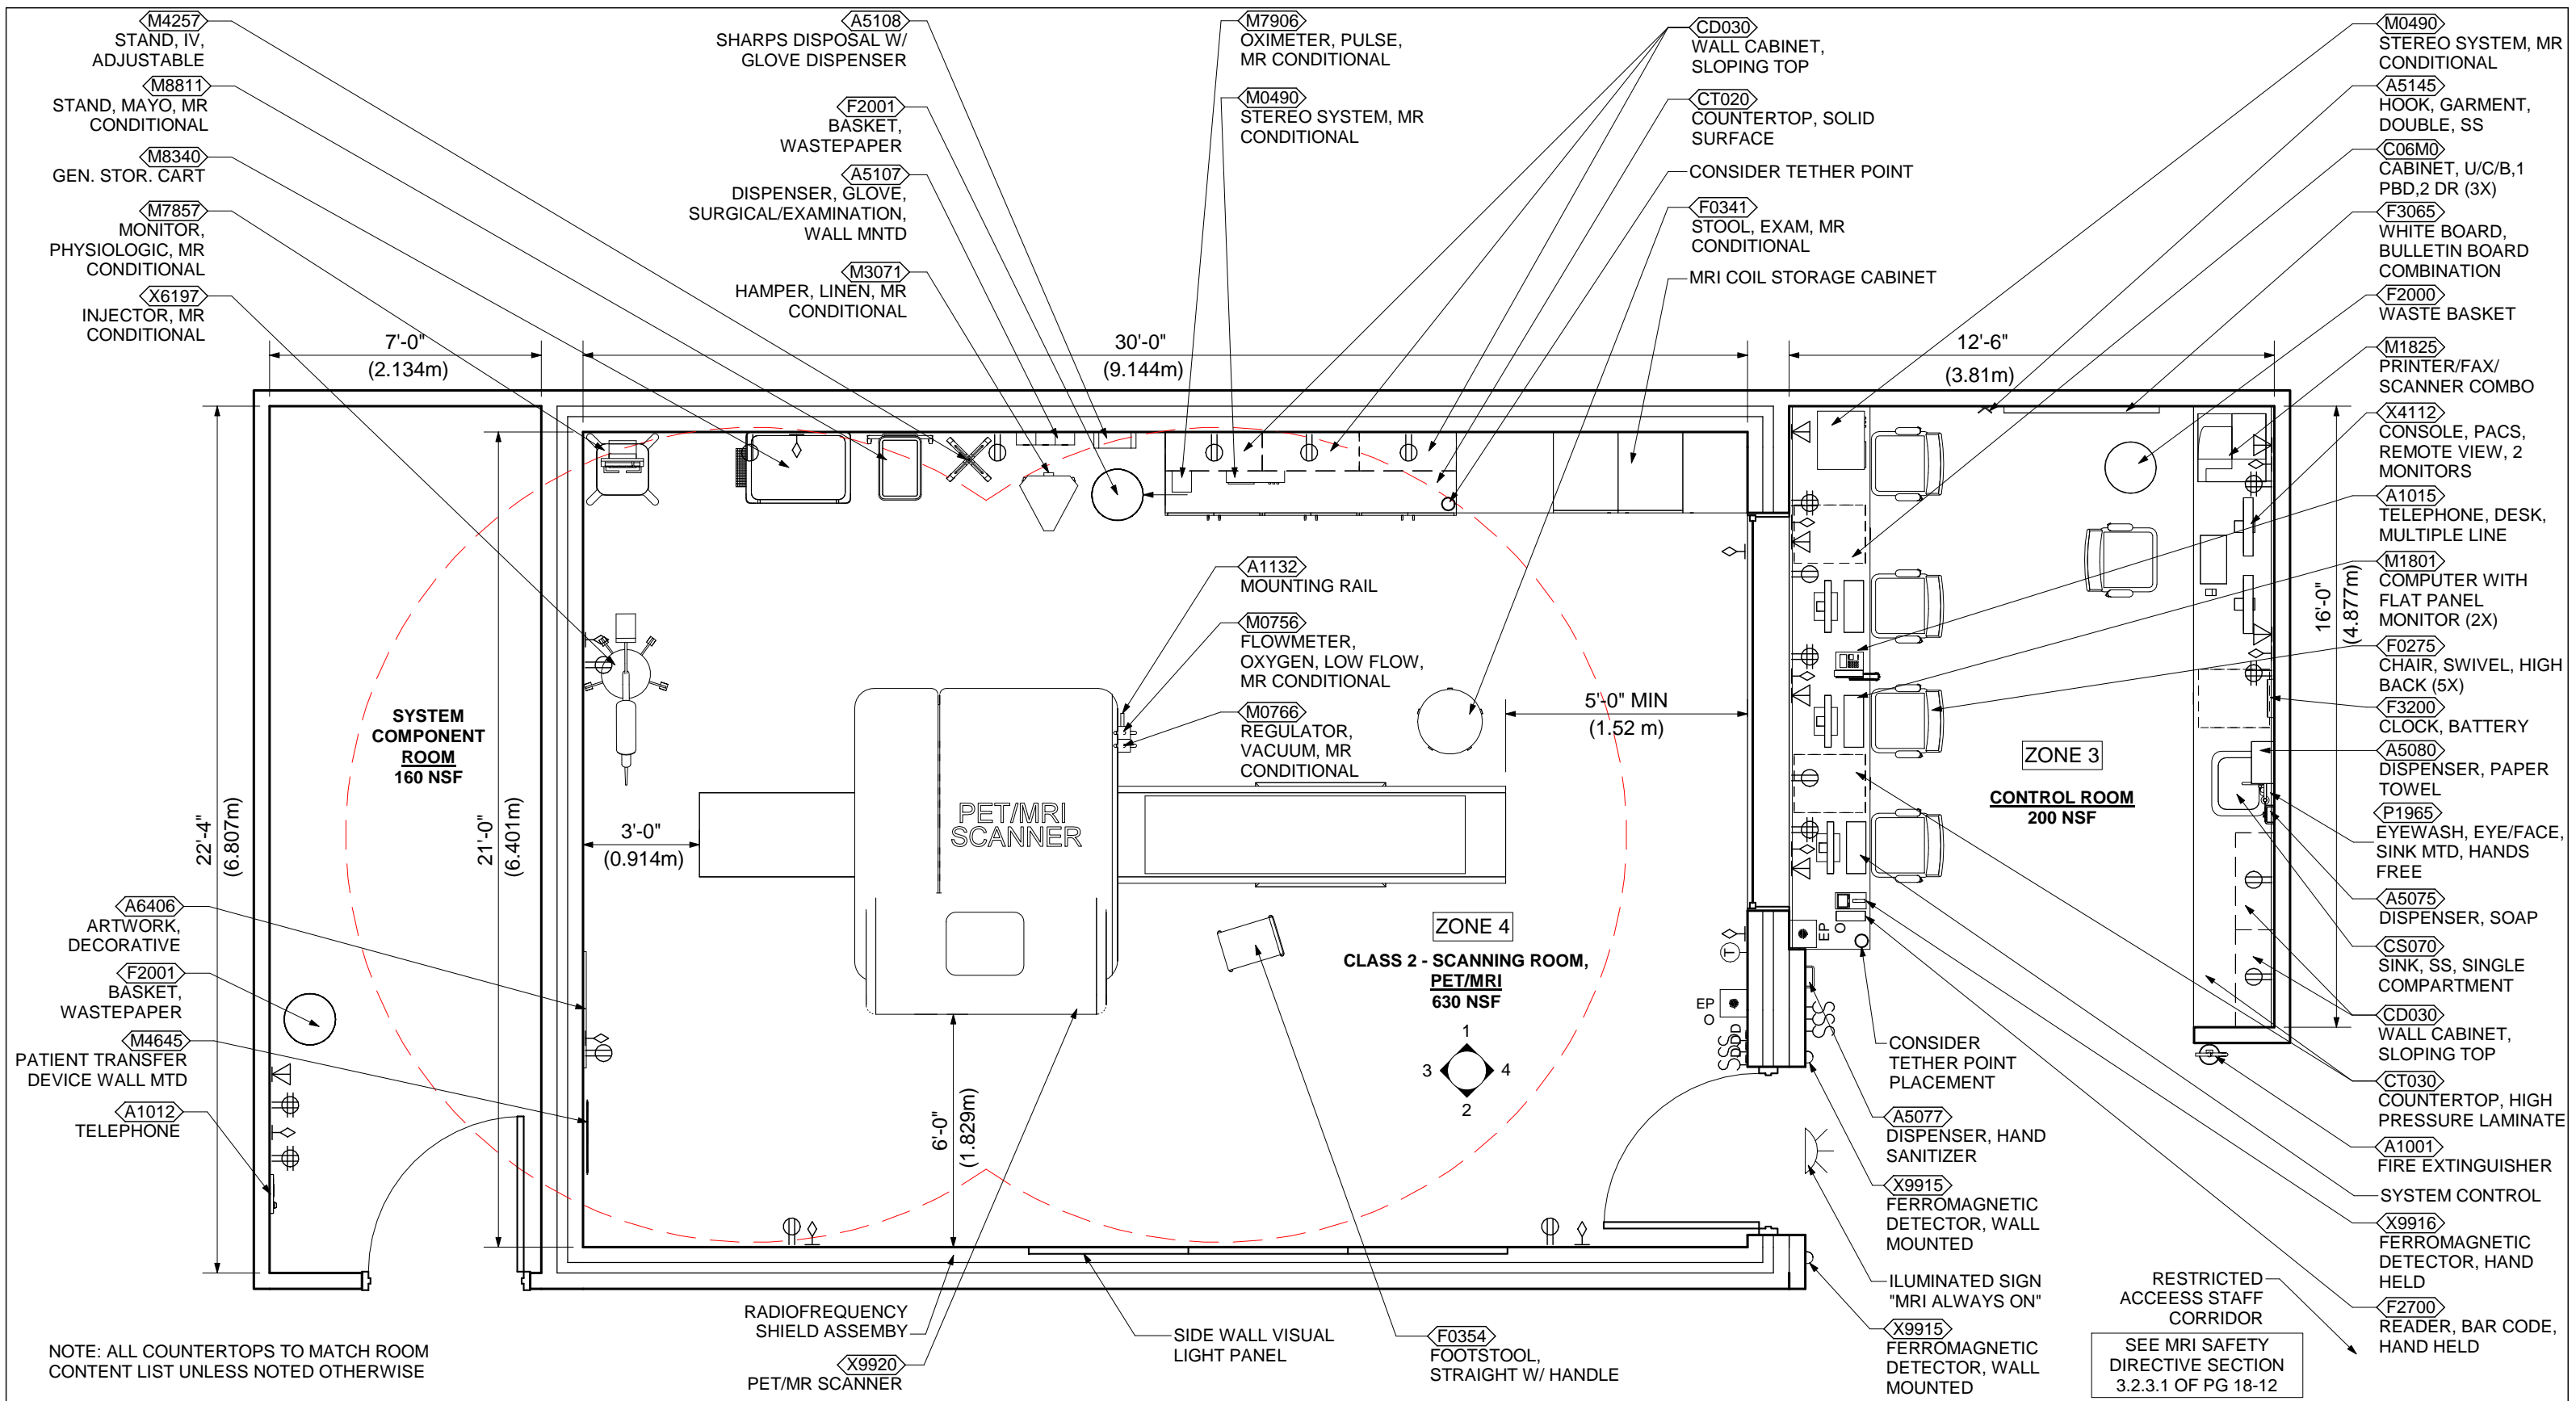 M4257
STAND, IV,
ADJUSTABLE
M8811
STAND, MAYO, MR
CONDITIONAL
M8340
GEN. STOR. CART
M7857
MONITOR,
PHYSIOLOGIC, MR
CONDITIONAL
X6197
INJECTOR, MR
CONDITIONAL
A5108
SHARPS DISPOSAL W/
GLOVE DISPENSER
F2001
BASKET,
WASTEPAPER
A5107
DISPENSER, GLOVE,
SURGICAL/EXAMINATION,
WALL MNTD
M3071
HAMPER, LINEN, MR
CONDITIONAL
M7906
OXIMETER, PULSE,
MR CONDITIONAL
M0490
STEREO SYSTEM, MR
CONDITIONAL
CD030
WALL CABINET,
SLOPING TOP
CT020
COUNTERTOP, SOLID
SURFACE
CONSIDER TETHER POINT
F0341
STOOL, EXAM, MR
CONDITIONAL
MRI COIL STORAGE CABINET
M0490
STEREO SYSTEM, MR
CONDITIONAL
A5145
HOOK, GARMENT,
DOUBLE, SS
C06M0
CABINET, U/C/B,1
PBD,2 DR (3X)
F3065
WHITE BOARD,
BULLETIN BOARD
COMBINATION
F2000
WASTE BASKET
M1825
PRINTER/FAX/
SCANNER COMBO
X4112
CONSOLE, PACS,
REMOTE VIEW, 2
MONITORS
A1015
TELEPHONE, DESK,
MULTIPLE LINE
M1801
COMPUTER WITH
FLAT PANEL
MONITOR (2X)
F0275
CHAIR, SWIVEL, HIGH
BACK (5X)
F3200
CLOCK, BATTERY
A5080
DISPENSER, PAPER
TOWEL
P1965
EYEWASH, EYE/FACE,
SINK MTD, HANDS
FREE
A5075
DISPENSER, SOAP
CS070
SINK, SS, SINGLE
COMPARTMENT
CD030
WALL CABINET,
SLOPING TOP
CT030
COUNTERTOP, HIGH
PRESSURE LAMINATE
A1001
FIRE EXTINGUISHER
SYSTEM CONTROL
X9916
FERROMAGNETIC
DETECTOR, HAND
HELD
F2700
READER, BAR CODE,
HAND HELD
7'-0"
(2.134m)
30'-0"
(9.144m)
12'-6"
(3.81m)
22'-4"
(6.807m)
21'-0"
(6.401m)
16'-0"
(4.877m)
A1132
MOUNTING RAIL
M0756
FLOWMETER,
OXYGEN, LOW FLOW,
MR CONDITIONAL
M0766
REGULATOR,
VACUUM, MR
CONDITIONAL
5'-0" MIN
(1.52 m)
SYSTEM
COMPONENT
ROOM
160 NSF
3'-0"
(0.914m)
PET/MRI
SCANNER
ZONE 3
CONTROL ROOM
200 NSF
ZONE 4
CLASS 2 - SCANNING ROOM,
PET/MRI
630 NSF
1
3
4
2
6'-0"
(1.829m)
T
EP
O
EP
O
S
S
S
D
D
D
S
S
S
A6406
ARTWORK,
DECORATIVE
F2001
BASKET,
WASTEPAPER
M4645
PATIENT TRANSFER
DEVICE WALL MTD
A1012
TELEPHONE
CONSIDER
TETHER POINT
PLACEMENT
A5077
DISPENSER, HAND
SANITIZER
X9915
FERROMAGNETIC
DETECTOR, WALL
MOUNTED
ILUMINATED SIGN
"MRI ALWAYS ON"
X9915
FERROMAGNETIC
DETECTOR, WALL
MOUNTED
RADIOFREQUENCY
SHIELD ASSEMBY
X9920
PET/MR SCANNER
SIDE WALL VISUAL
LIGHT PANEL
F0354
FOOTSTOOL,
STRAIGHT W/ HANDLE
RESTRICTED
ACCEESS STAFF
CORRIDOR
SEE MRI SAFETY
DIRECTIVE SECTION
3.2.3.1 OF PG 18-12
NOTE: ALL COUNTERTOPS TO MATCH ROOM
CONTENT LIST UNLESS NOTED OTHERWISE